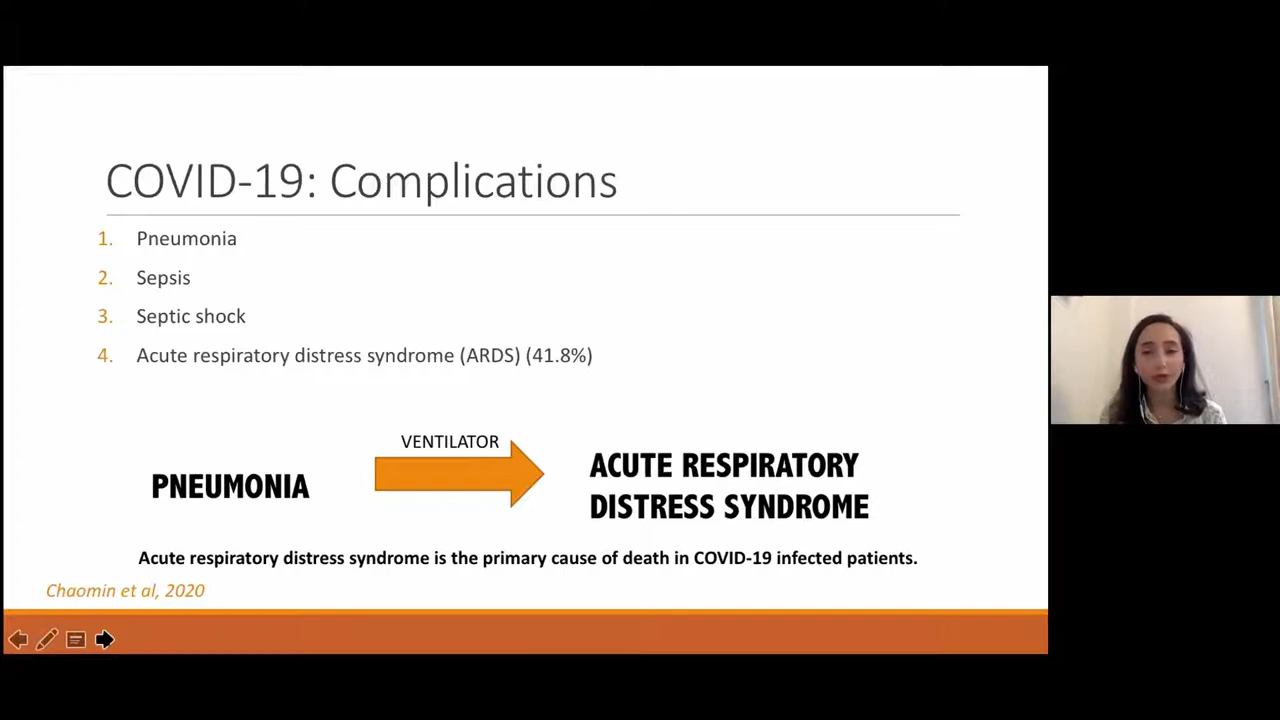 COVID-19: Complications
1. Pneumonia
2. Sepsis
3. Septic shock
4. Acute respiratory distress syndrome (ARDS) (41.8%)
VENTILATOR
PNEUMONIA
ACUTE RESPIRATORY
DISTRESS SYNDROME
Acute respiratory distress syndrome is the primary cause of death in COVID-19 infected patients.
Chaomin et al, 2020